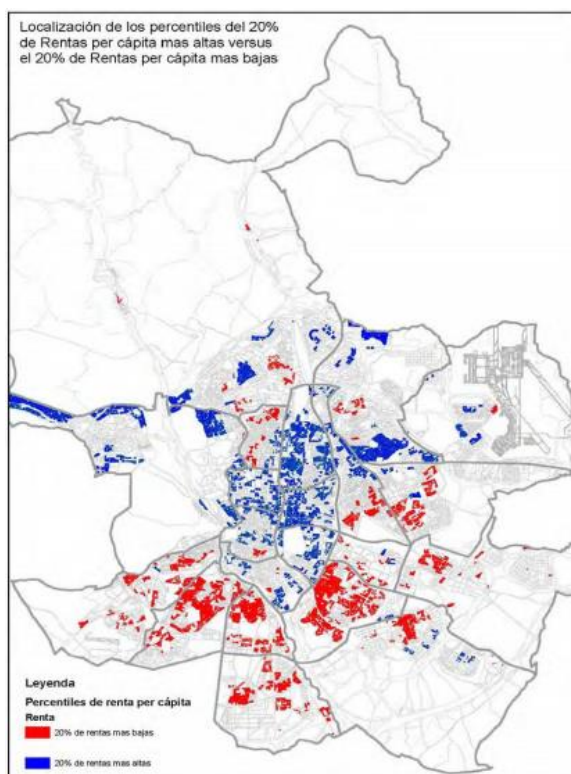 Localización de los percentiles del 20%
de Rentas per cápita mas altas versus
el 20% de Rentas per cápita mas bajas
Leyenda
Percentiles de renta per cápita
Renta
20% de rentas mas bajas
20% de rentas mas altas